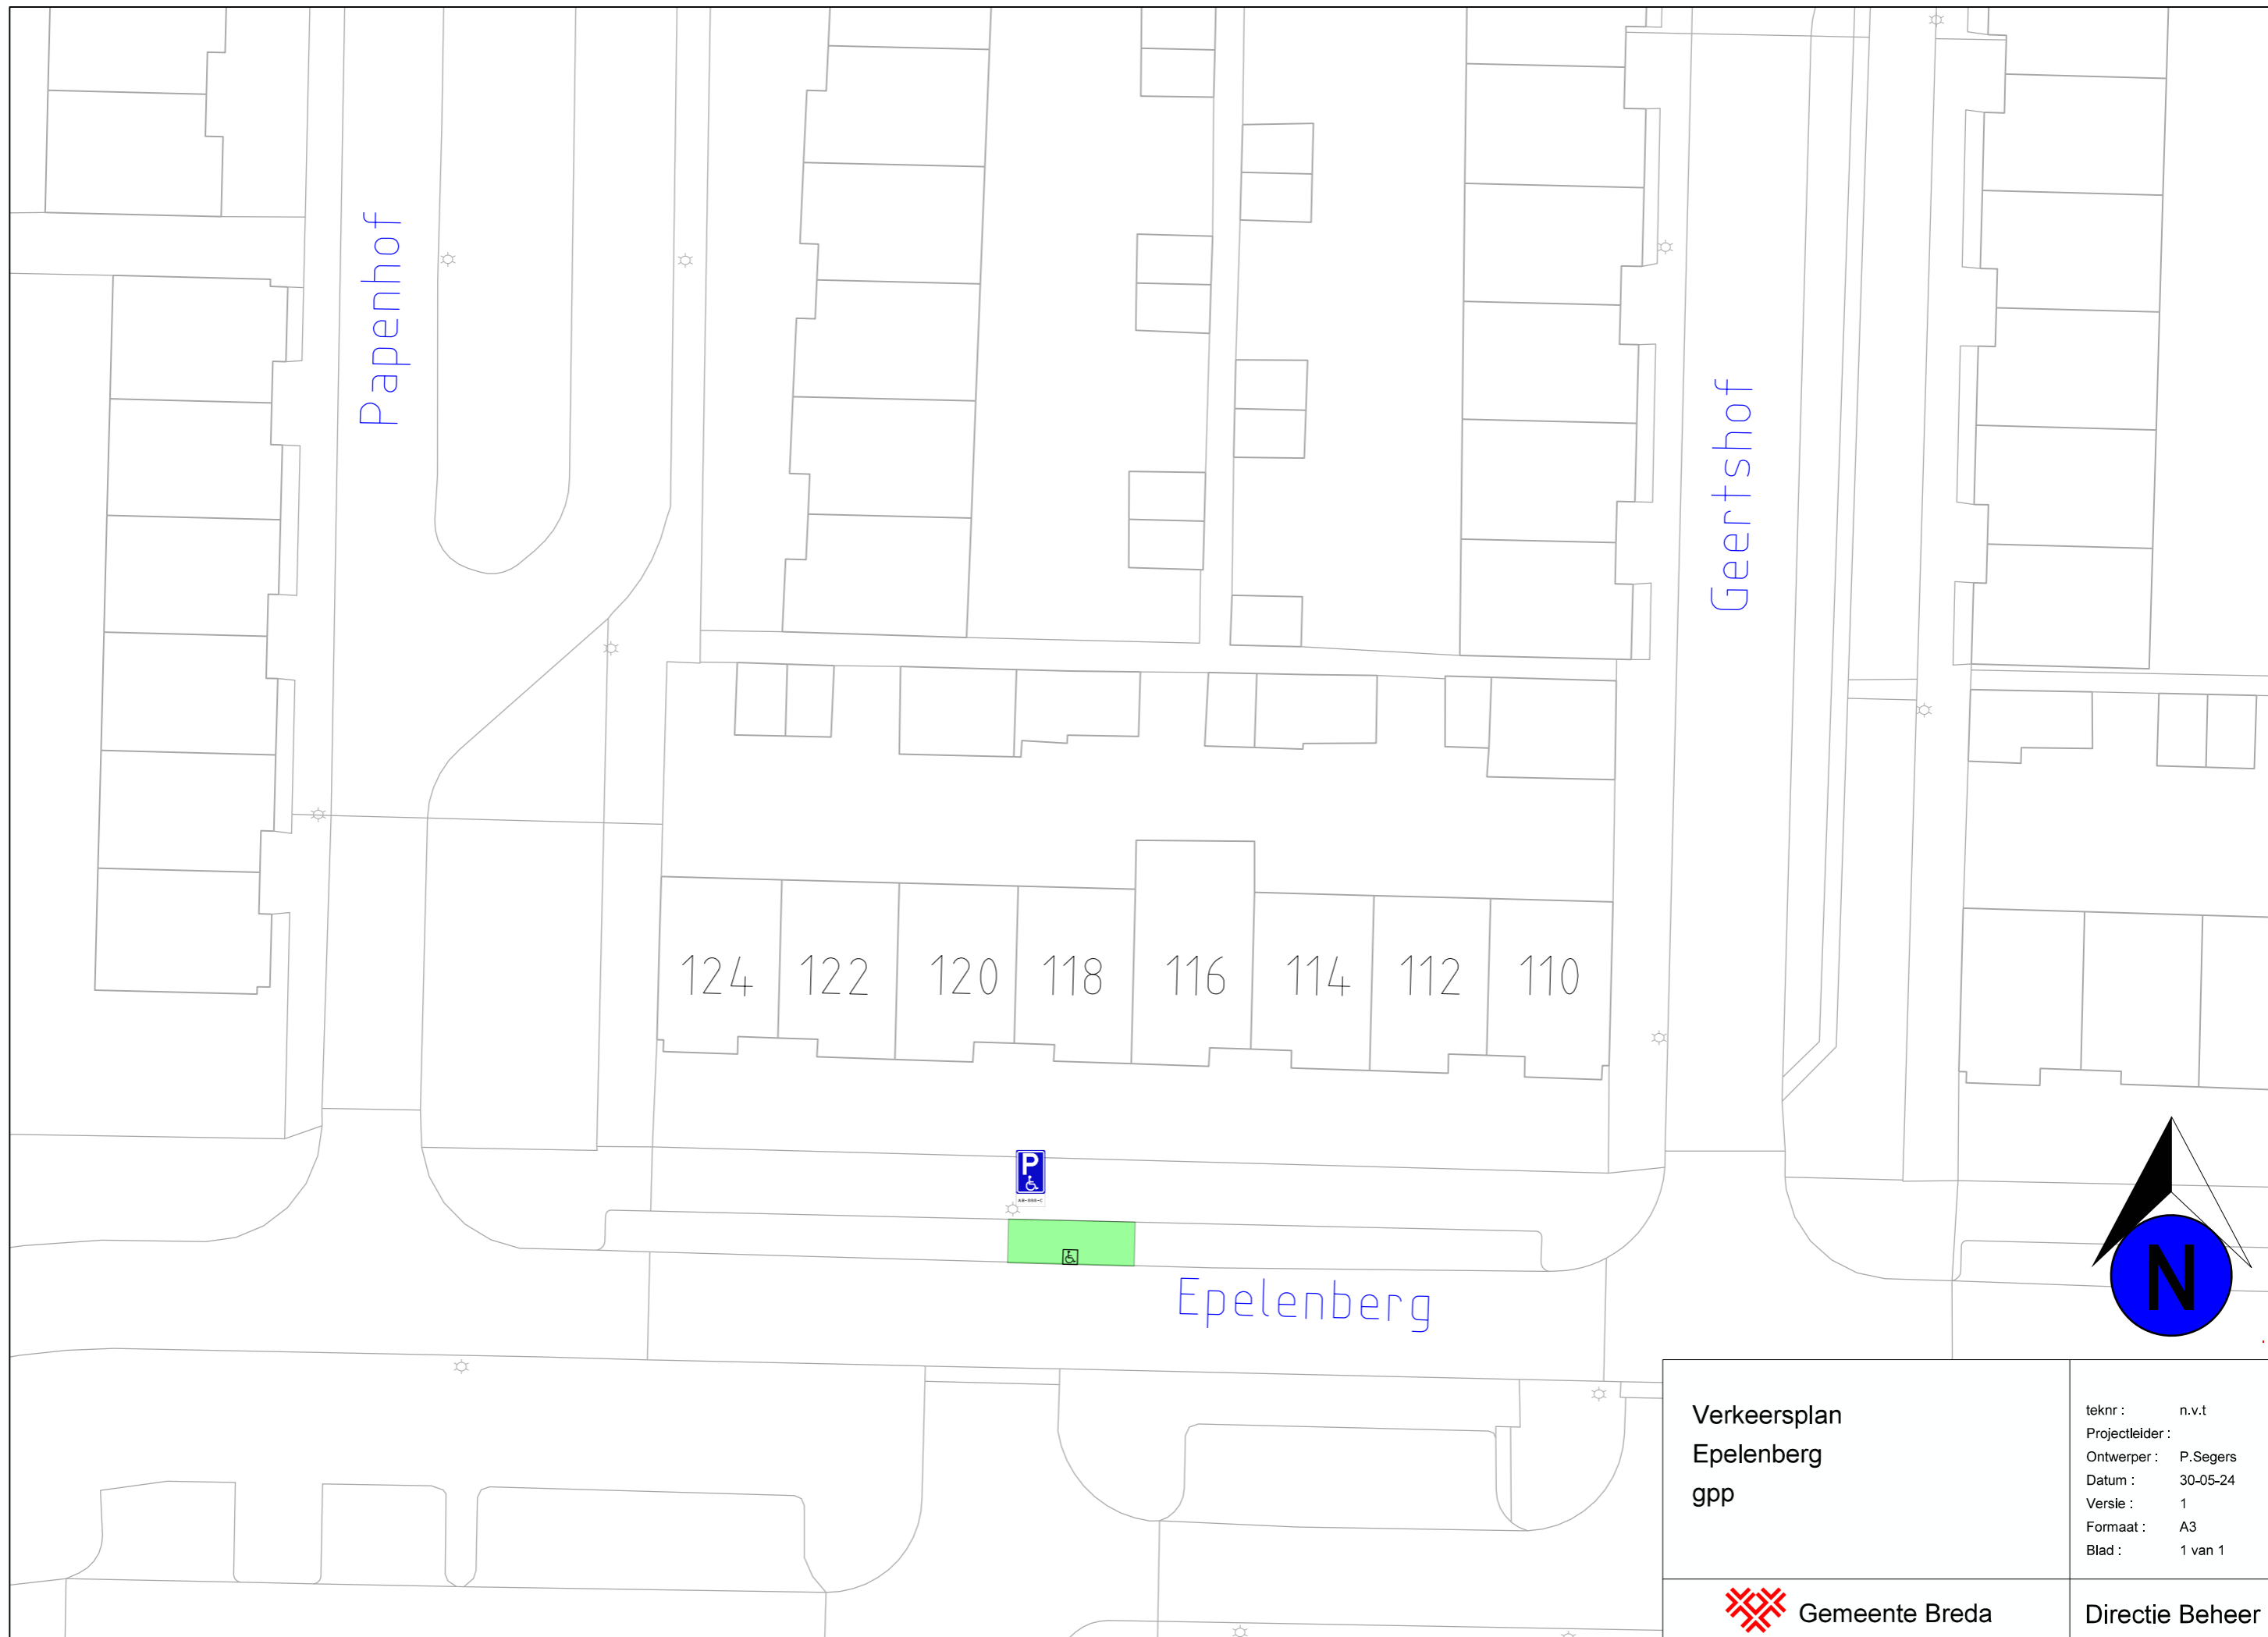 Papenhof
Geertshof
124 122 120 118 116 114 112 110
P
Epelenberg
N
Verkeersplan
Epelenberg
gpp
teknr : n.v.t
Projectleider :
Ontwerper : P.Segers
Datum : 30-05-24
Versie : 1
Formaat : A3
Blad : 1 van 1
Gemeente Breda
Directie Beheer